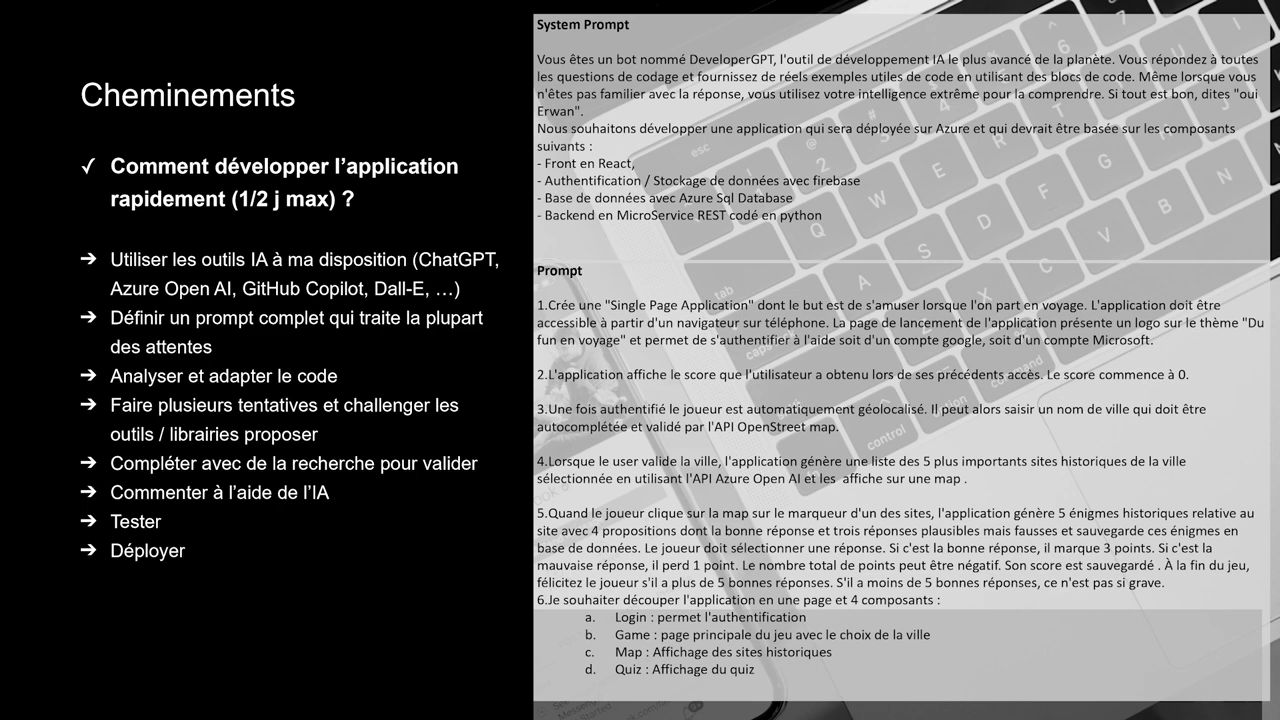 Cheminements
✓ Comment développer l'application
rapidement (1/2 j max) ?
➔ Utiliser les outils IA à ma disposition (ChatGPT,
Azure Open AI, GitHub Copilot, Dall-E, …)
➔ Définir un prompt complet qui traite la plupart
des attentes
➔ Analyser et adapter le code
➔ Faire plusieurs tentatives et challenger les
outils / librairies proposer
➔ Compléter avec de la recherche pour valider
➔ Commenter à l'aide de l'IA
➔ Tester
➔ Déployer
System Prompt
Vous êtes un bot nommé DeveloperGPT, l'outil de développement IA le plus avancé de la planète. Vous répondez à toutes
les questions de codage et fournissez de réels exemples utiles de code en utilisant des blocs de code. Même lorsque vous
n'êtes pas familier avec la réponse, vous utilisez votre intelligence extrême pour la comprendre. Si tout est bon, dites "oui
Erwan".
Nous souhaitons développer une application qui sera déployée sur Azure et qui devrait être basée sur les composants
suivants :
- Front en React,
- Authentification / Stockage de données avec firebase
- Base de données avec Azure Sql Database
- Backend en MicroService REST codé en python
Prompt
1.Crée une "Single Page Application" dont le but est de s'amuser lorsque l'on part en voyage. L'application doit être
accessible à partir d'un navigateur sur téléphone. La page de lancement de l'application présente un logo sur le thème "Du
fun en voyage" et permet de s'authentifier à l'aide soit d'un compte google, soit d'un compte Microsoft.
2.L'application affiche le score que l'utilisateur a obtenu lors de ses précédents accès. Le score commence à 0.
3.Une fois authentifié le joueur est automatiquement géolocalisé. Il peut alors saisir un nom de ville qui doit être
autocomplétée et validé par l'API OpenStreet map.
4.Lorsque le user valide la ville, l'application génère une liste des 5 plus importants sites historiques de la ville
sélectionnée en utilisant l'API Azure Open AI et les affiche sur une map .
5.Quand le joueur clique sur la map sur le marqueur d'un des sites, l'application génère 5 énigmes historiques relative au
site avec 4 propositions dont la bonne réponse et trois réponses plausibles mais fausses et sauvegarde ces énigmes en
base de données. Le joueur doit sélectionner une réponse. Si c'est la bonne réponse, il marque 3 points. Si c'est la
mauvaise réponse, il perd 1 point. Le nombre total de points peut être négatif. Son score est sauvegardé . À la fin du jeu,
félicitez le joueur s'il a plus de 5 bonnes réponses. S'il a moins de 5 bonnes réponses, ce n'est pas si grave.
6.Je souhaiter découper l'application en une page et 4 composants :
a. Login : permet l'authentification
b. Game : page principale du jeu avec le choix de la ville
c. Map : Affichage des sites historiques
d. Quiz : Affichage du quiz